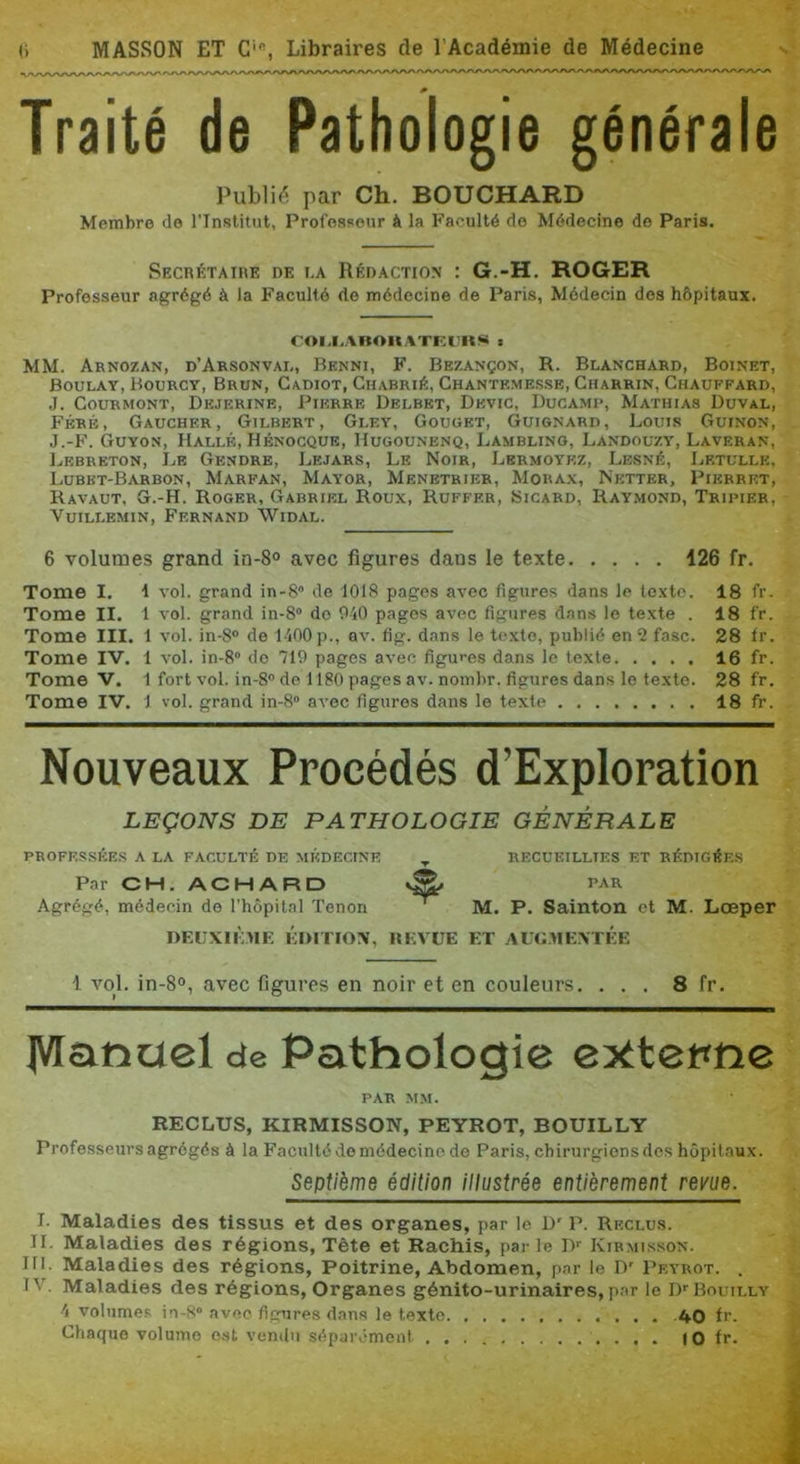 6 MASSON ET Cie, Libraires de l'Académie de Médecine
Traité de Pathologie générale
Publié par Ch. BOUCHARD
Membre de l'Institut, Professeur à la Faculté de Médecine de Paris.
SECRÉTAIRE DE LA RÉDACTION : G.-H. ROGER
Professeur agrégé à la Faculté de médecine de Paris, Médecin des hôpitaux.
COLLABORATEURS :
MM. ARNOZAN, D'ARSONVAL, BENNI, F. BEZANÇON, R. BLANCHARD, BOINET,
BOULAY, BOURCY, BRUN, CADIOT, CHABRIÉ, CHANTEMESSE, CHARRIN, CHAUFFARD,
J. COURMONT, DEJERINE, PIERRE DELBET, DEVIC, DUCAMP, MATHIAS DUVAL,
FÉRÉ, GAUCHER, GILBERT, GLEY, GOUGET, GUIGNARD, LOUIS GUINON,
J.-F. GUYON, HALLÉ, HÉNOCQUE, HUGOUNENQ, LAMBLING, LANDOUZY, LAVERAN,
LEBRETON, LE GENDRE, LEJARS, LE NOIR, LERMOYEZ, LESNÉ, LETULLE,
LUBET-BARBON, MARFAN, MAYOR, MENETRIER, MORAX, NETTER, PIERRET,
RAVAUT, G.-H. ROGER, GABRIEL ROUX, RUFFER, SICARD, RAYMOND, TRIPIER,
VUILLEMIN, FERNAND WIDAL.
6 volumes grand in-8° avec figures dans le texte. . . . . 126 fr.
Tome I. 1 vol. grand in-8° de 1018 pages avec figures dans le texte. 18 fr.
Tome II. 1 vol. grand in-8° de 940 pages avec figures dans le texte . 18 fr.
Tome III. 1 vol. in-8° de 1400 p., av. fig. dans le texte, publié en 2 fasc. 28 fr.
Tome IV. 1 vol. in-8° de 719 pages avec figures dans le texte. . . . . 16 fr.
Tome V. 1 fort vol. in-8° de 1180 pages av. nombr. figures dans le texte. 28 fr.
Tome IV. 1 vol. grand in-8° avec figures dans le texte . . . . . . . . 18 fr.
Nouveaux Procédés d'Exploration
LEÇONS DE PATHOLOGIE GÉNÉRALE
PROFESSÉES A LA FACULTÉ DE MÉDECINE
Par CH. ACHARD
Agrégé, médecin de l'hôpital Tenon
RECUEILLIES ET RÉDIGÉES
PAR
M. P. Sainton et M. Lœper
DEUXIÈME ÉDITION, REVUE ET AUGMENTÉE
1 vol. in-8°, avec figures en noir et en couleurs. . . . 8 fr.
Manuel de Pathologie externe
PAR MM.
RECLUS, KIRMISSON, PEYROT, BOUILLY
Professeurs agrégés à la Faculté de médecine de Paris, chirurgiens des hôpitaux.
Septième édition illustrée entièrement revue.
I. Maladies des tissus et des organes, par le Dr P. RECLUS.
II. Maladies des régions, Tête et Rachis, par le Dr KIRMISSON.
III. Maladies des régions, Poitrine, Abdomen, par le Dr PEYROT. .
IV. Maladies des régions, Organes génito-urinaires, par le Dr BOUILLY
4 volumes in-8° avec figures dans le texte. . . . . . . . . . . . 40 fr.
Chaque volume est vendu séparément . . . . . . . . . . . . . 10 fr.